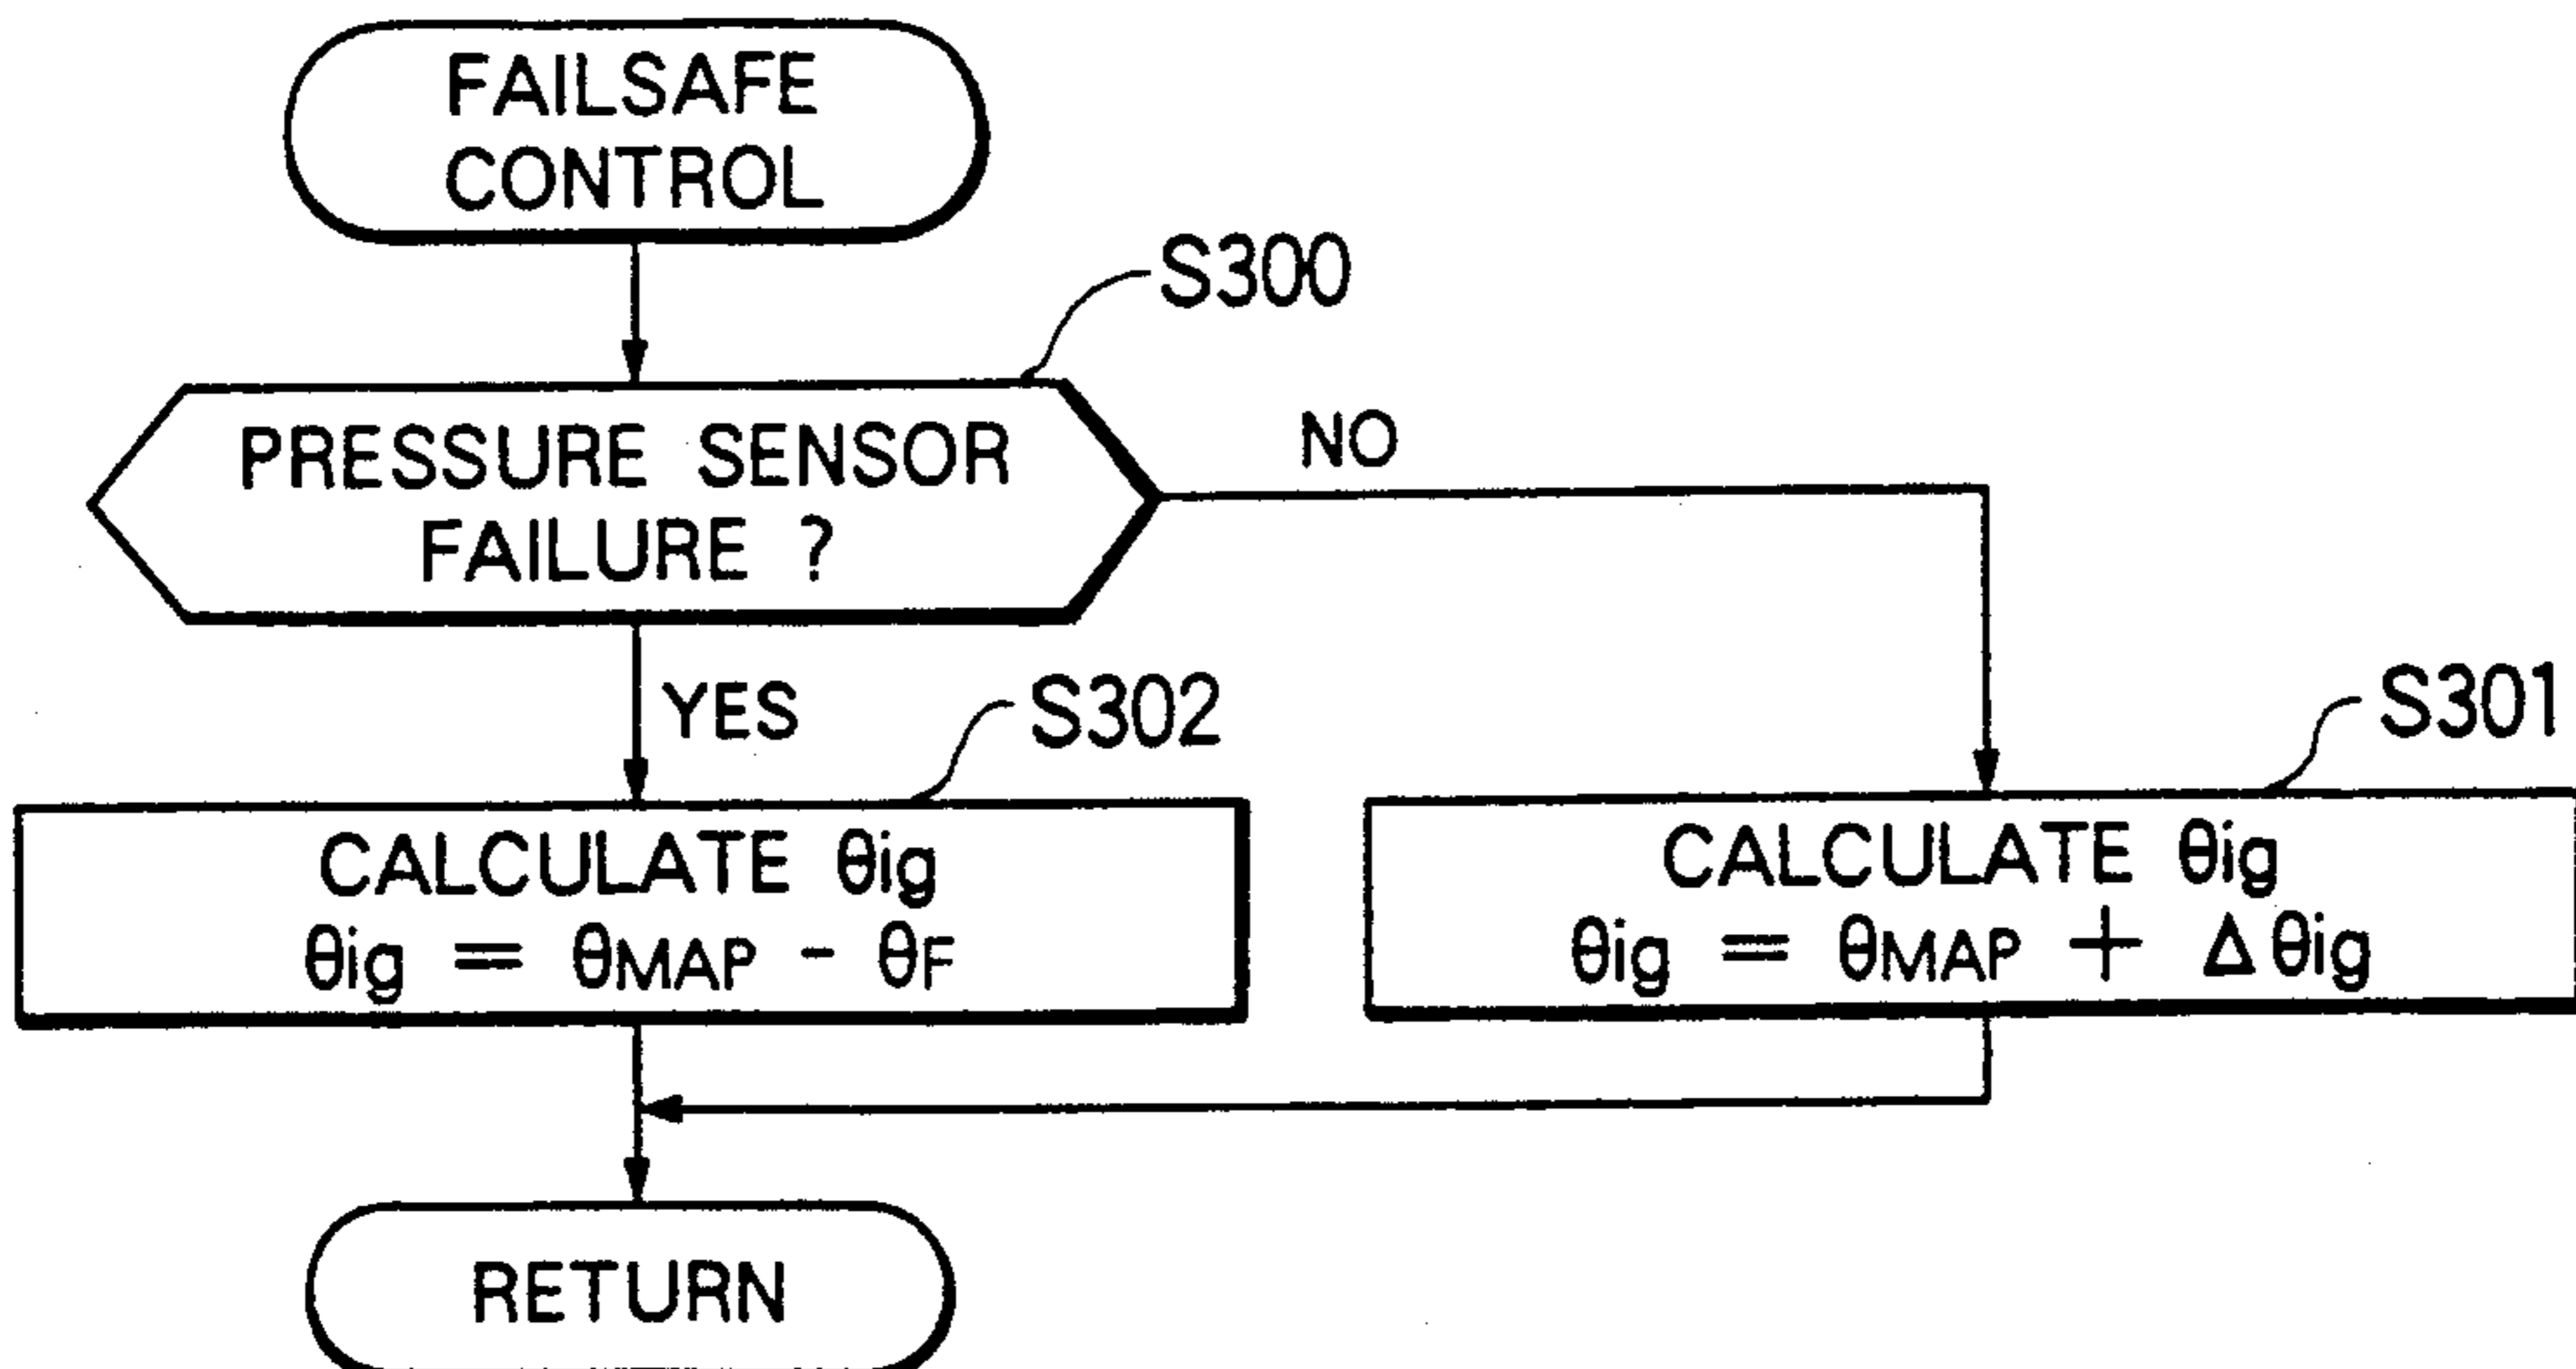 FAILSAFE
CONTROL
S300
PRESSURE SENSOR
FAILURE ?
NO
YES
S302
S301
CALCULATE θig
θig = θMAP - θF
CALCULATE θig
θig = θMAP + Δθig
RETURN